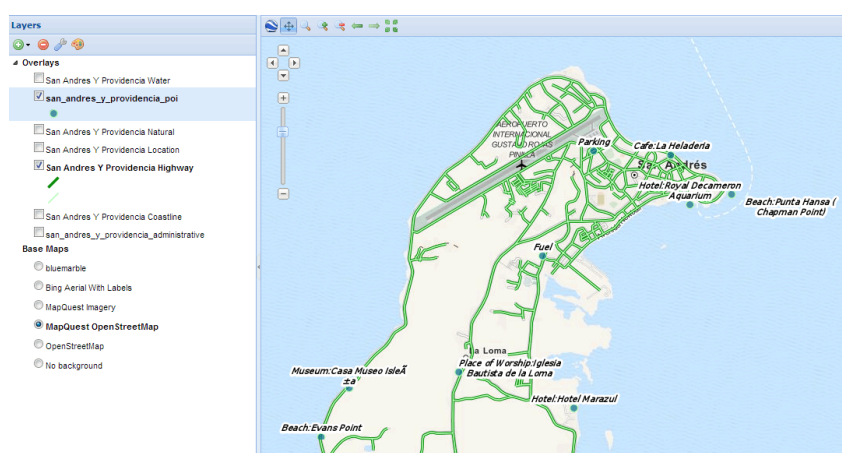 Layers
Overlays
San Andres Y Providencia Water
san_andres_y_providencia_poi
San Andres Y Providencia Natural
San Andres Y Providencia Location
San Andres Y Providencia Highway
San Andres Y Providencia Coastline
san_andres_y_providencia_administrative
Base Maps
bluemarble
Bing Aerial With Labels
MapQuest Imagery
MapQuest OpenStreetMap
OpenStreetMap
No background
AEROPUERTO
INTERNACIONAL
GUSTAVO ROJAS
PINILLA
Parking
Cafe:La Heladeria
San Andrés
Hotel:Royal Decameron
Aquarium
Beach:Punta Hansa (
Chapman Point)
Fuel
La Loma
Place of Worship:Iglesia
Bautista de la Loma
Museum:Casa Museo IsleÃ
±a
Hotel:Hotel Marazul
Beach:Evans Point